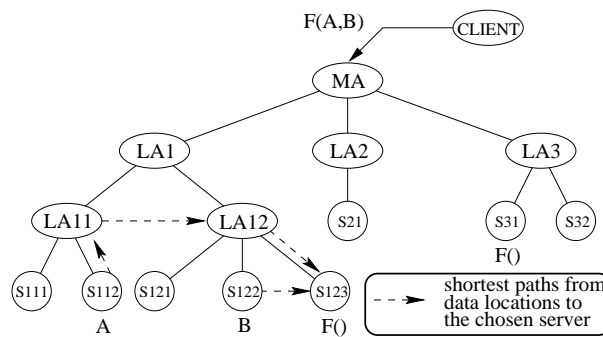 F(A,B)
CLIENT
MA
LA1
LA2
LA3
LA11
LA12
S21
S31
S32
F()
S111
S112
S121
S122
S123
A
B
F()
shortest paths from
data locations to
the chosen server